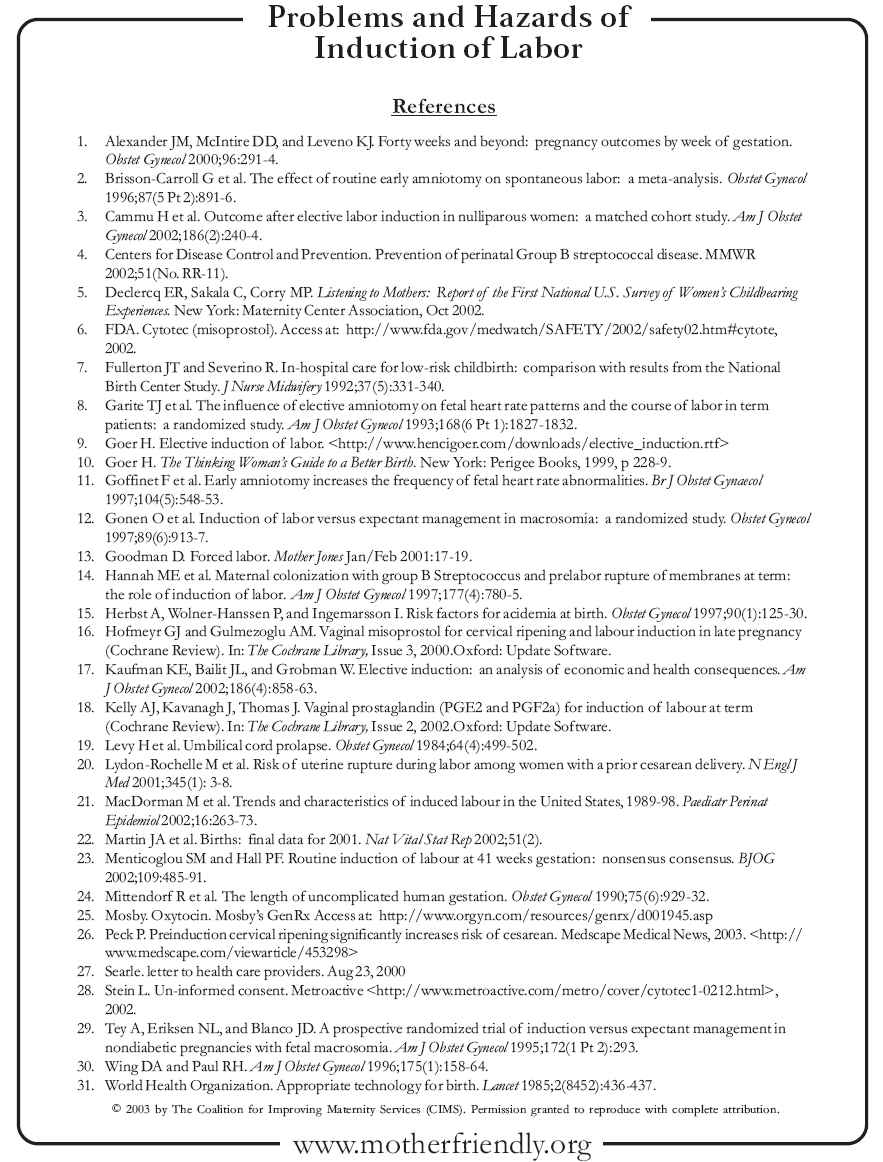 Problems and Hazards of
Induction of Labor
References
1. Alexander JM, McIntire DD, and Leveno KJ. Forty weeks and beyond: pregnancy outcomes by week of gestation.
Obstet Gynecol 2000;96:291-4.
2. Brisson-Carroll G et al. The effect of routine early amniotomy on spontaneous labor: a meta-analysis. Obstet Gynecol
1996;87(5 Pt 2):891-6.
3. Cammu H et al. Outcome after elective labor induction in nulliparous women: a matched cohort study. Am J Obstet
Gynecol 2002;186(2):240-4.
4. Centers for Disease Control and Prevention. Prevention of perinatal Group B streptococcal disease. MMWR
2002;51(No. RR-11).
5. Declercq ER, Sakala C, Corry MP. Listening to Mothers: Report of the First National U.S. Survey of Women's Childbearing
Experiences. New York: Maternity Center Association, Oct 2002.
6. FDA. Cytotec (misoprostol). Access at: http://www.fda.gov/medwatch/SAFETY/2002/safety02.htm#cytote,
2002.
7. Fullerton JT and Severino R. In-hospital care for low-risk childbirth: comparison with results from the National
Birth Center Study. J Nurse Midwifery 1992;37(5):331-340.
8. Garite TJ et al. The influence of elective amniotomy on fetal heart rate patterns and the course of labor in term
patients: a randomized study. Am J Obstet Gynecol 1993;168(6 Pt 1):1827-1832.
9. Goer H. Elective induction of labor. <http://www.hencigoer.com/downloads/elective_induction.rtf>
10. Goer H. The Thinking Woman's Guide to a Better Birth. New York: Perigee Books, 1999, p 228-9.
11. Goffinet F et al. Early amniotomy increases the frequency of fetal heart rate abnormalities. Br J Obstet Gynaecol
1997;104(5):548-53.
12. Gonen O et al. Induction of labor versus expectant management in macrosomia: a randomized study. Obstet Gynecol
1997;89(6):913-7.
13. Goodman D. Forced labor. Mother Jones Jan/Feb 2001:17-19.
14. Hannah ME et al. Maternal colonization with group B Streptococcus and prelabor rupture of membranes at term:
the role of induction of labor. Am J Obstet Gynecol 1997;177(4):780-5.
15. Herbst A, Wolner-Hanssen P, and Ingemarsson I. Risk factors for acidemia at birth. Obstet Gynecol 1997;90(1):125-30.
16. Hofmeyr GJ and Gulmezoglu AM. Vaginal misoprostol for cervical ripening and labour induction in late pregnancy
(Cochrane Review). In: The Cochrane Library, Issue 3, 2000.Oxford: Update Software.
17. Kaufman KE, Bailit JL, and Grobman W. Elective induction: an analysis of economic and health consequences. Am
J Obstet Gynecol 2002;186(4):858-63.
18. Kelly AJ, Kavanagh J, Thomas J. Vaginal prostaglandin (PGE2 and PGF2a) for induction of labour at term
(Cochrane Review). In: The Cochrane Library, Issue 2, 2002.Oxford: Update Software.
19. Levy H et al. Umbilical cord prolapse. Obstet Gynecol 1984;64(4):499-502.
20. Lydon-Rochelle M et al. Risk of uterine rupture during labor among women with a prior cesarean delivery. N Engl J
Med 2001;345(1): 3-8.
21. MacDorman M et al. Trends and characteristics of induced labour in the United States, 1989-98. Paediatr Perinat
Epidemiol 2002;16:263-73.
22. Martin JA et al. Births: final data for 2001. Nat Vital Stat Rep 2002;51(2).
23. Menticoglou SM and Hall PF. Routine induction of labour at 41 weeks gestation: nonsensus consensus. BJOG
2002;109:485-91.
24. Mittendorf R et al. The length of uncomplicated human gestation. Obstet Gynecol 1990;75(6):929-32.
25. Mosby. Oxytocin. Mosby's GenRx Access at: http://www.orgyn.com/resources/genrx/d001945.asp
26. Peck P. Preinduction cervical ripening significantly increases risk of cesarean. Medscape Medical News, 2003. <http://
www.medscape.com/viewarticle/453298>
27. Searle. letter to health care providers. Aug 23, 2000
28. Stein L. Un-informed consent. Metroactive <http://www.metroactive.com/metro/cover/cytotec1-0212.html>,
2002.
29. Tey A, Eriksen NL, and Blanco JD. A prospective randomized trial of induction versus expectant management in
nondiabetic pregnancies with fetal macrosomia. Am J Obstet Gynecol 1995;172(1 Pt 2):293.
30. Wing DA and Paul RH. Am J Obstet Gynecol 1996;175(1):158-64.
31. World Health Organization. Appropriate technology for birth. Lancet 1985;2(8452):436-437.
© 2003 by The Coalition for Improving Maternity Services (CIMS). Permission granted to reproduce with complete attribution.
www.motherfriendly.org